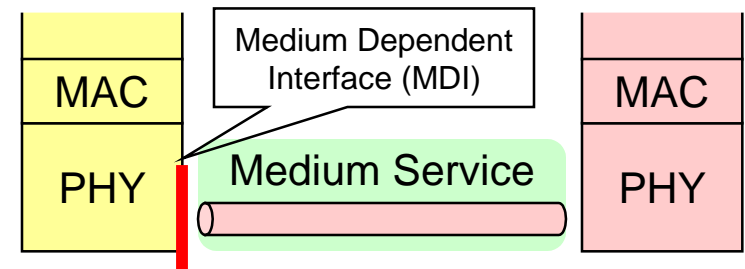 Medium Dependent
Interface (MDI)
MAC
MAC
PHY
Medium Service
PHY